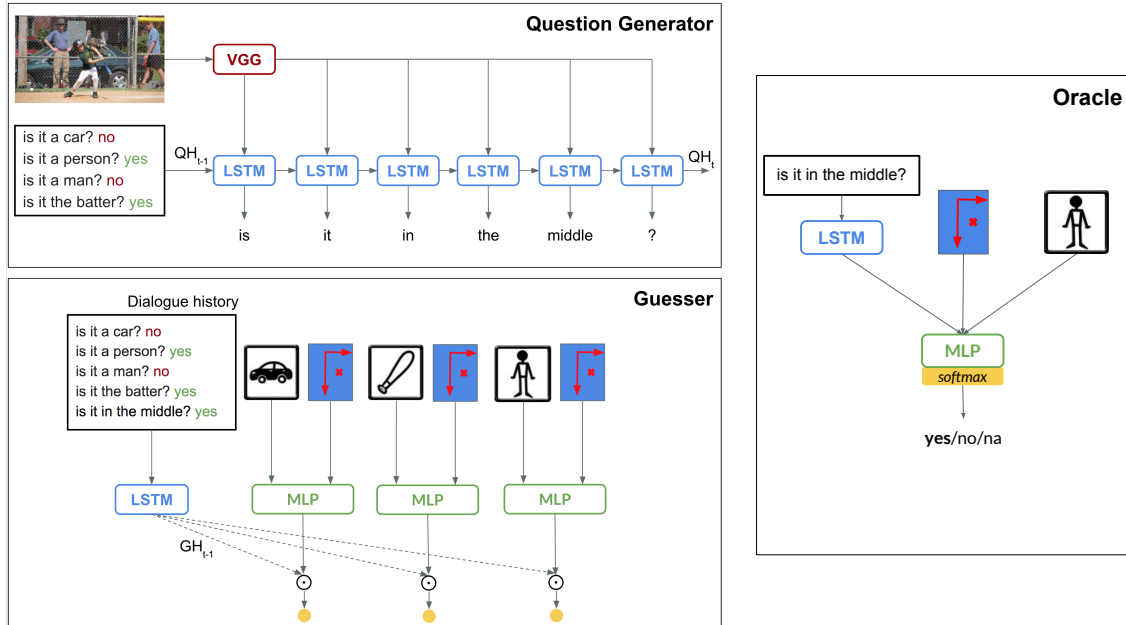 Question Generator
VGG
is it a car? no
is it a person? yes
is it a man? no
is it the batter? yes
QH t-1
LSTM LSTM LSTM LSTM LSTM LSTM
QH t
is it in the middle ?
Guesser
Dialogue history
is it a car? no
is it a person? yes
is it a man? no
is it the batter? yes
is it in the middle? yes
LSTM
MLP MLP MLP
GH t-1
Oracle
is it in the middle?
LSTM
MLP
softmax
yes/no/na